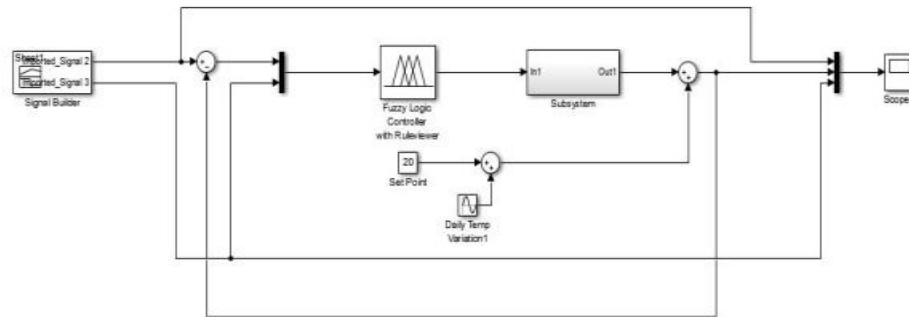 Sheet1
Imported_Signal 2
Imported_Signal 3
Signal Builder
Fuzzy Logic
Controller
with Ruleviewer
In1
Out1
Subsystem
20
Set Point
Daily Temp
Variation1
Scope